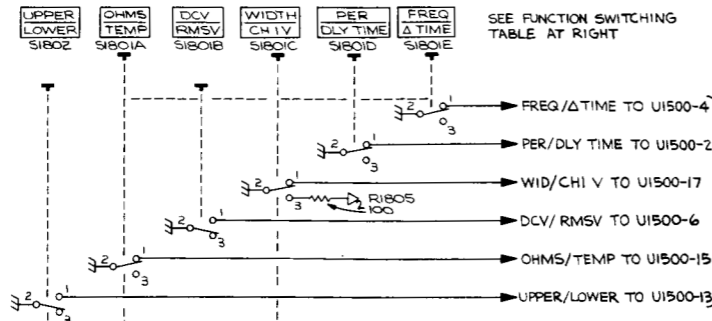 UPPER
LOWER
S1802
OHMS
TEMP
S1801A
DCV
RMSV
S1801B
WIDTH
CH 1 V
S1801C
PER
DLY TIME
S1801D
FREQ
Δ TIME
S1801E
SEE FUNCTION SWITCHING
TABLE AT RIGHT
2 1 3 FREQ/ΔTIME TO U1500-4
2 1 3 PER/DLY TIME TO U1500-2
2 1 WID/CH1 V TO U1500-17
3 R1805
100
2 1 3 DCV/RMSV TO U1500-6
2 1 3 OHMS/TEMP TO U1500-15
2 1 3 UPPER/LOWER TO U1500-13